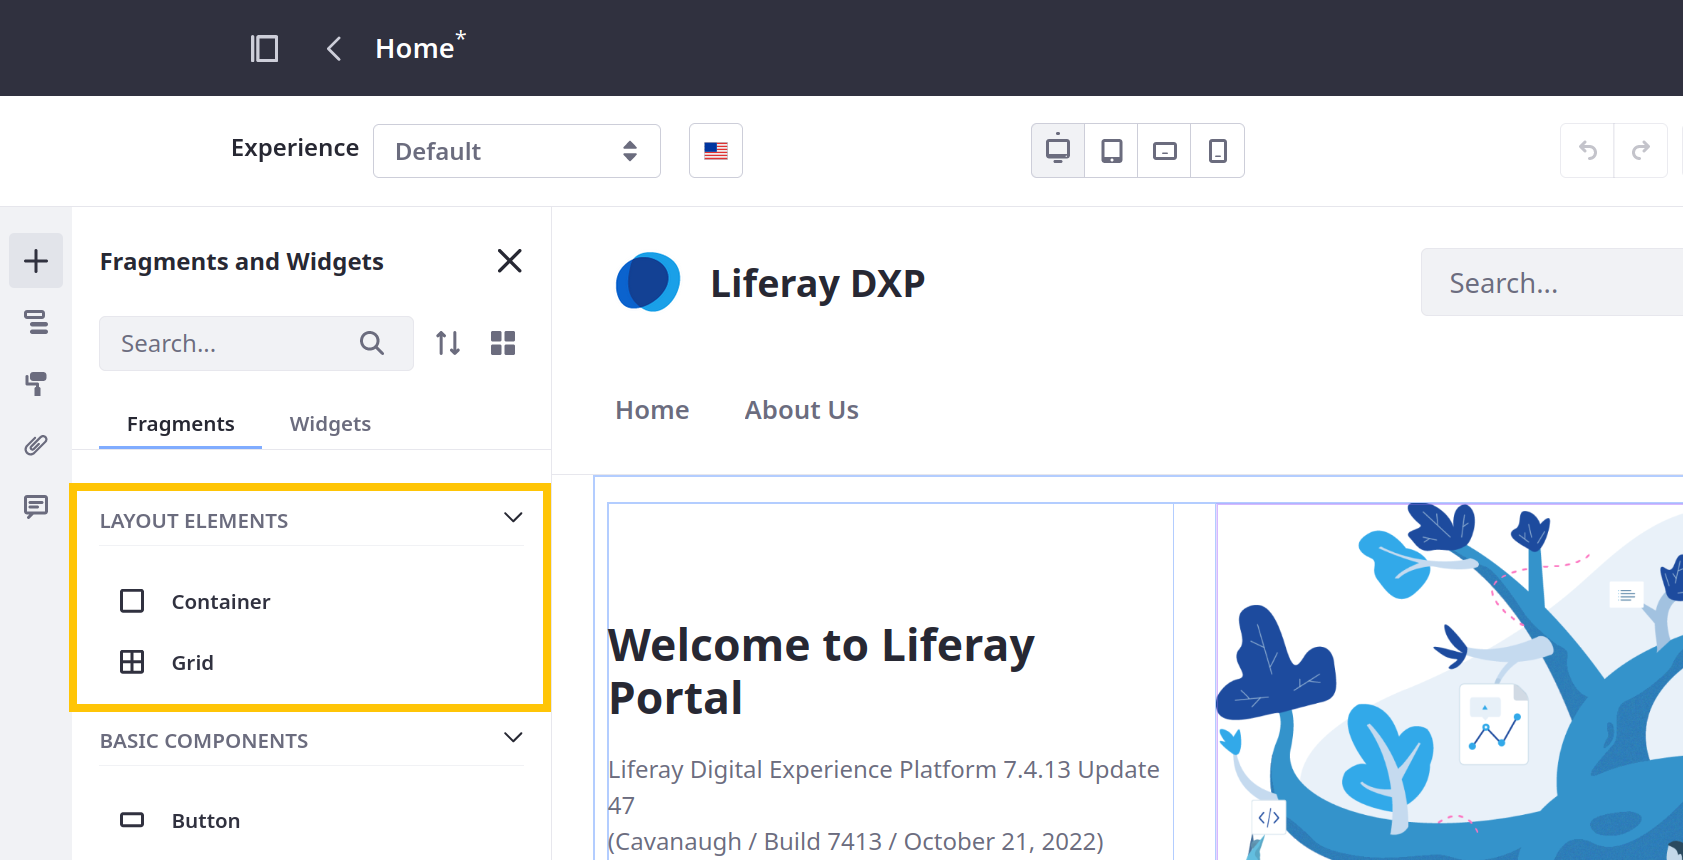 Home*
Experience
Default
Fragments and Widgets
Search...
Fragments
Widgets
LAYOUT ELEMENTS
Container
Grid
BASIC COMPONENTS
Button
Liferay DXP
Search...
Home
About Us
Welcome to Liferay
Portal
Liferay Digital Experience Platform 7.4.13 Update
47
(Cavanaugh / Build 7413 / October 21, 2022)
</>